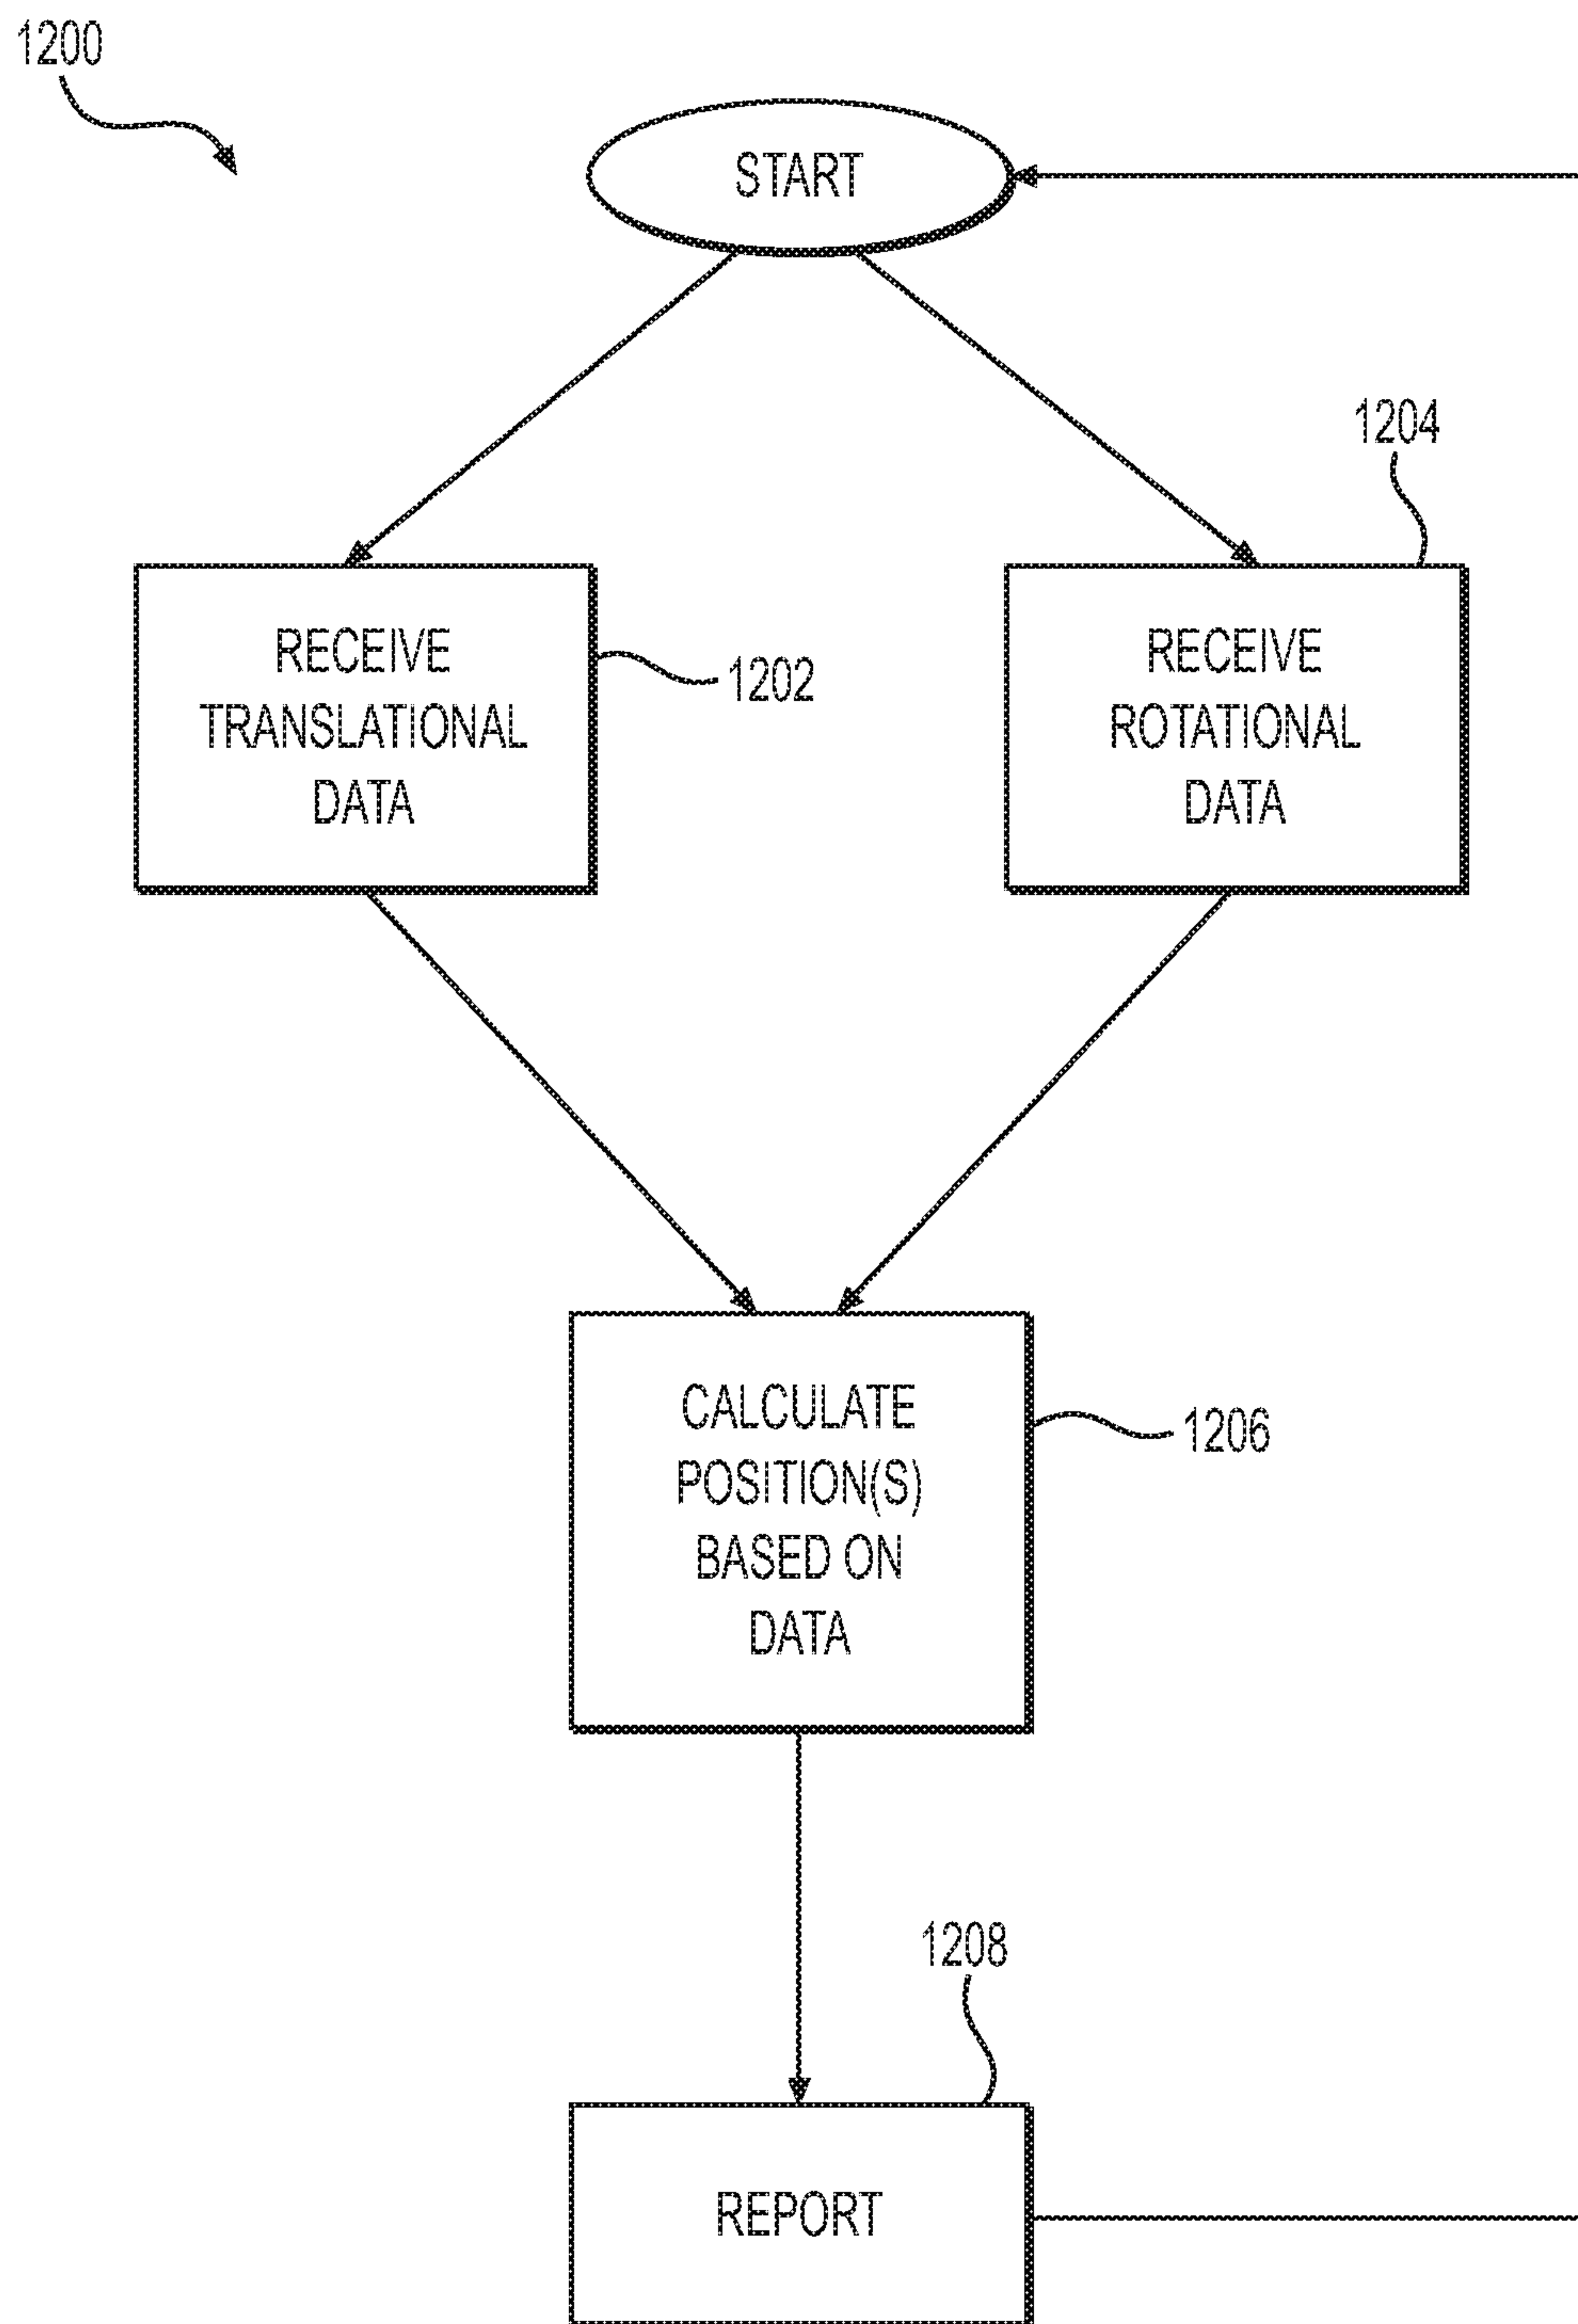 1200
START
1204
RECEIVE
TRANSLATIONAL
DATA
1202
RECEIVE
ROTATIONAL
DATA
CALCULATE
POSITION(S)
BASED ON
DATA
1206
1208
REPORT